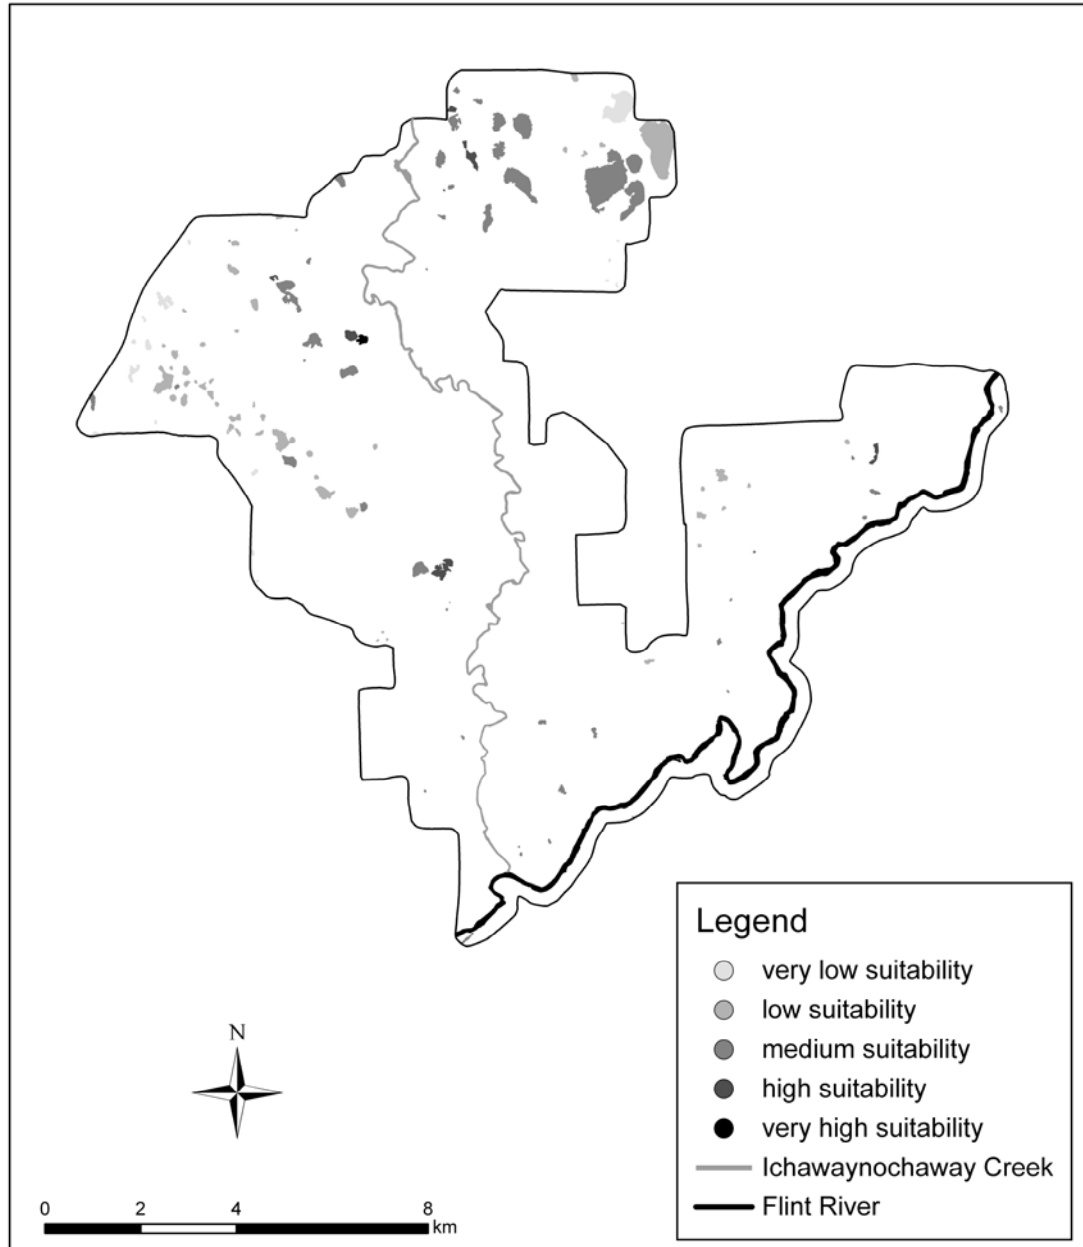 Legend
very low suitability
low suitability
medium suitability
high suitability
very high suitability
Ichawaynochaway Creek
Flint River
N
0 2 4 8
km